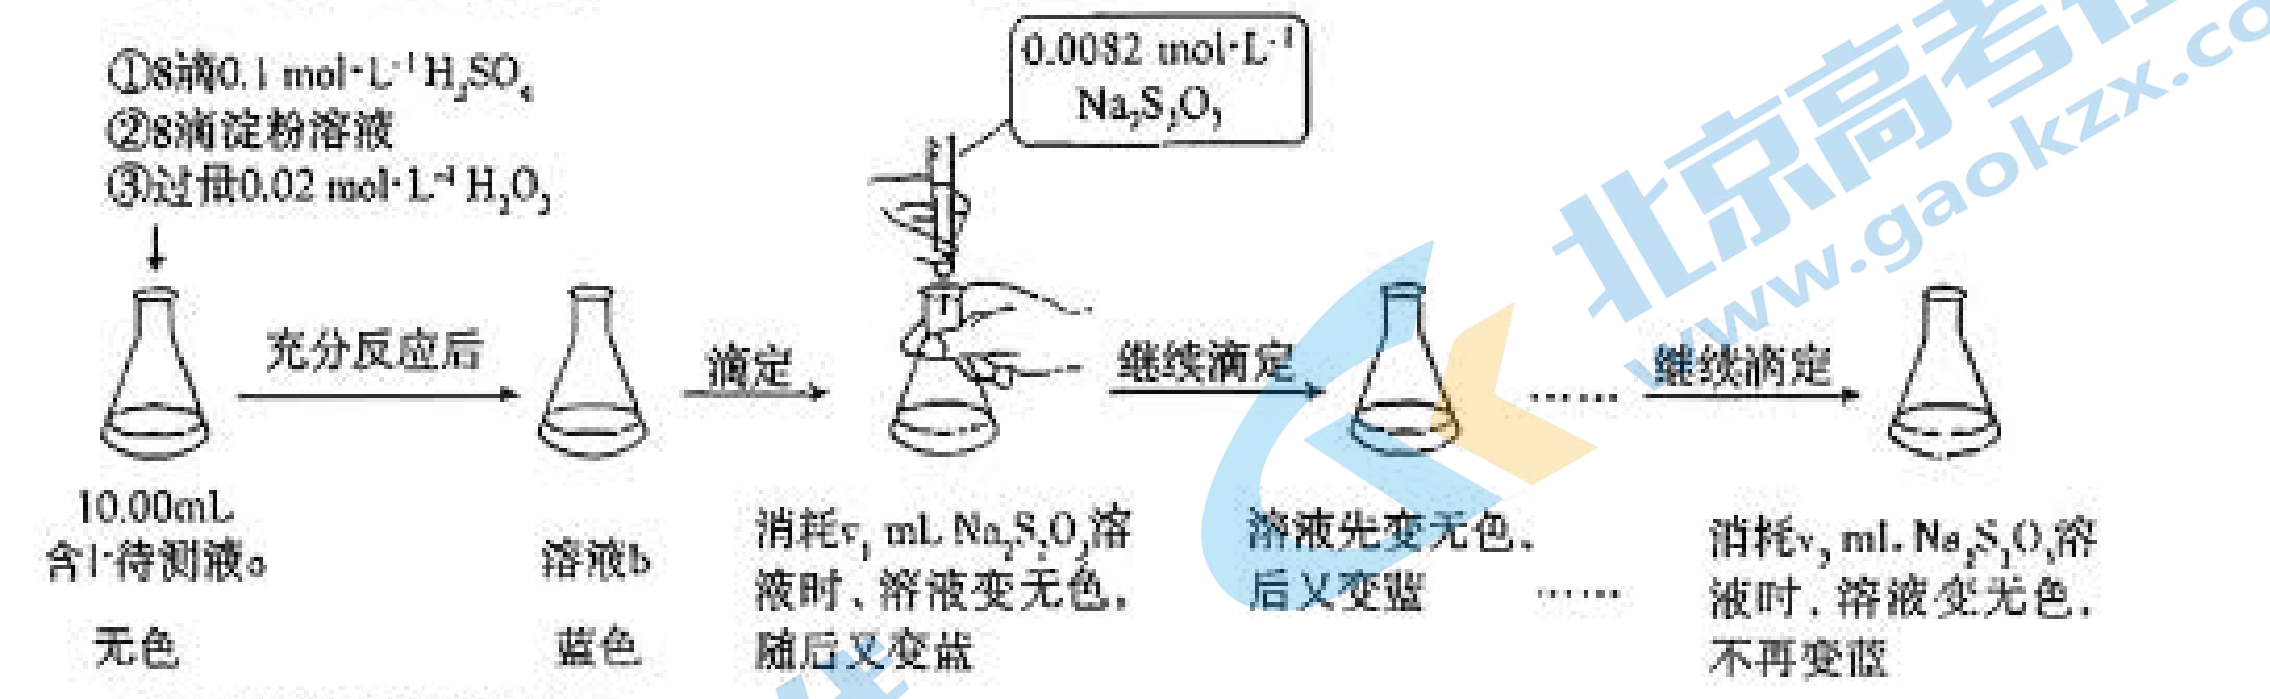 ①8滴0.1 mol·L⁻¹ H₂SO₄
②8滴淀粉溶液
③过量0.02 mol·L⁻¹ H₂O₂
0.0082 mol·L⁻¹
Na₂S₂O₃
充分反应后
滴定
继续滴定
……
继续滴定
10.00mL
含I⁻待测液a
无色
溶液b
蓝色
消耗v₁ mL Na₂S₂O₃溶
液时、溶液变无色,
随后又变蓝
溶液先变无色,
后又变蓝
……
消耗v₂ mL Na₂S₂O₃溶
液时,溶液变无色,
不再变蓝
www.gaokzx.co
北京高考在